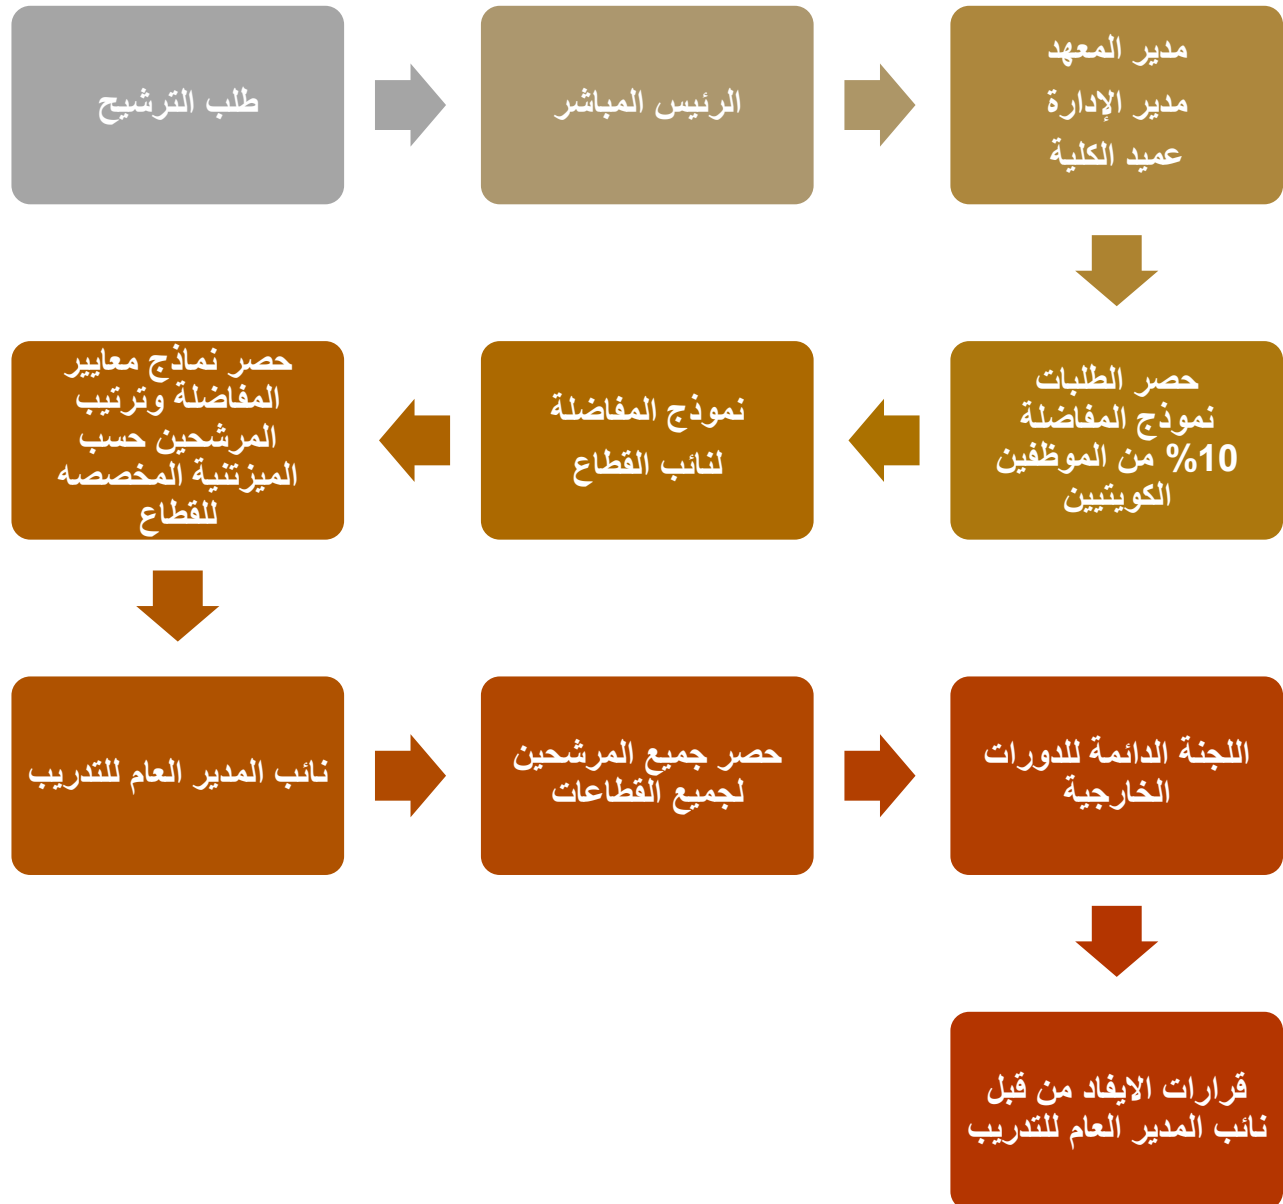 طلب الترشيح
الرئيس المباشر
مدير المعهد
مدير الإدارة
عميد الكلية
حصر الطلبات
نموذج المفاضلة
10% من الموظفين
الكويتيين
نموذج المفاضلة
لنائب القطاع
حصر نماذج معايير
المفاضلة وترتيب
المرشحين حسب
الميزتنية المخصصه
للقطاع
نائب المدير العام للتدريب
حصر جميع المرشحين
لجميع القطاعات
اللجنة الدائمة للدورات
الخارجية
قرارات الايفاد من قبل
نائب المدير العام للتدريب